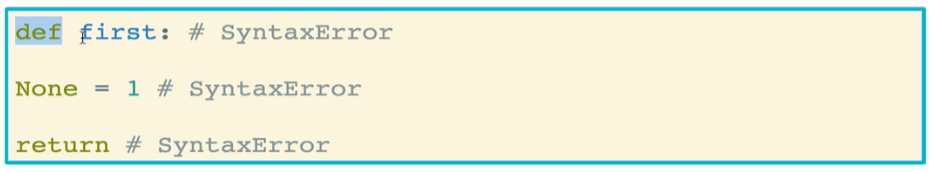 def first: # SyntaxError
None = 1 # SyntaxError
return # SyntaxError